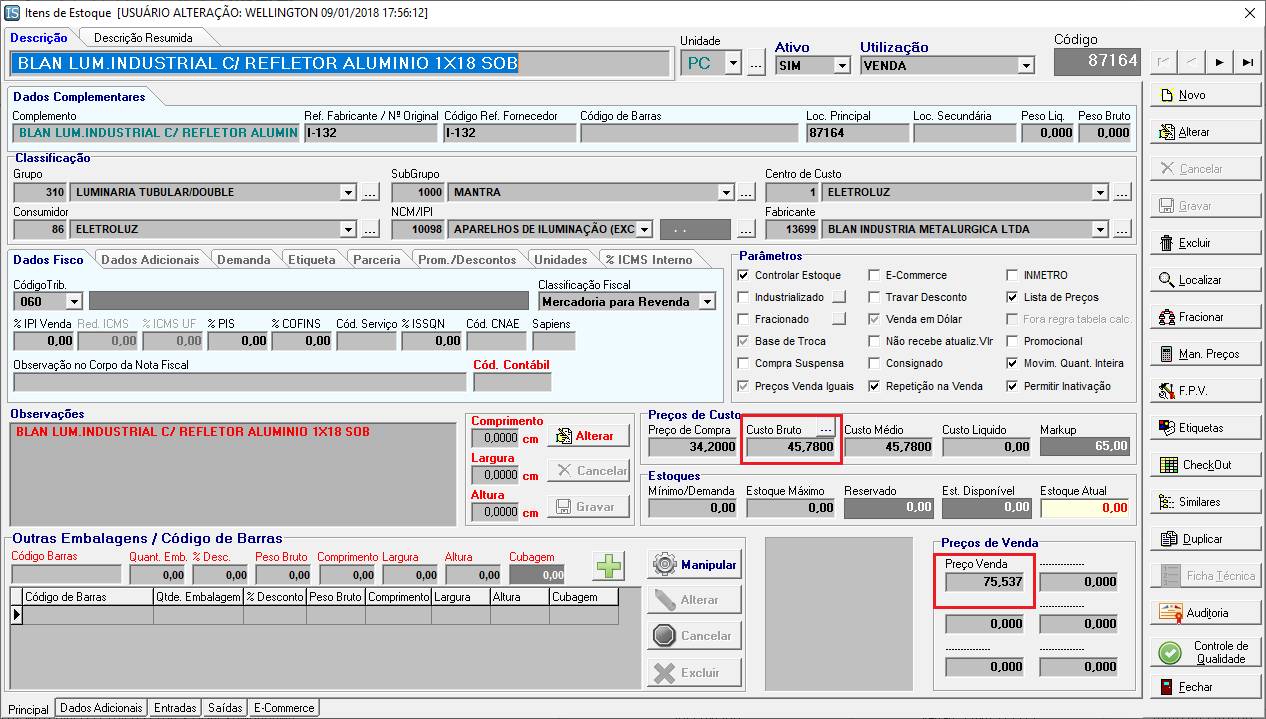 Itens de Estoque [USUÁRIO ALTERAÇÃO: WELLINGTON 09/01/2018 17:56:12]
Descrição Descrição Resumida
BLAN LUM.INDUSTRIAL C/ REFLETOR ALUMINIO 1X18 SOB
Unidade
PC ...
Ativo
SIM
Utilização
VENDA
Código
87164
Dados Complementares
Complemento Ref. Fabricante / Nº Original Código Ref. Fornecedor Código de Barras Loc. Principal Loc. Secundária Peso Liq. Peso Bruto
BLAN LUM.INDUSTRIAL C/ REFLETOR ALUMIN I-132 I-132 87164 0,000 0,000
Classificação
Grupo SubGrupo Centro de Custo
310 LUMINARIA TUBULAR/DOUBLE ... 1000 MANTRA ... 1 ELETROLUZ ...
Consumidor NCM/IPI Fabricante
86 ELETROLUZ ... 10098 APARELHOS DE ILUMINAÇÃO (EXC . . ... 13699 BLAN INDUSTRIA METALURGICA LTDA ...
Dados Fisco Dados Adicionais Demanda Etiqueta Parceria Prom./Descontos Unidades % ICMS Interno
CódigoTrib. Classificação Fiscal
060 Mercadoria para Revenda
% IPI Venda Red. ICMS % ICMS UF % PIS % COFINS Cód. Serviço % ISSQN Cód. CNAE Sapiens
0,00 0,00 0,00 0,00 0,00 0,00
Observação no Corpo da Nota Fiscal Cód. Contábil
Parâmetros
Controlar Estoque E-Commerce INMETRO
Industrializado Travar Desconto Lista de Preços
Fracionado Venda em Dólar Fora regra tabela calc.
Base de Troca Não recebe atualiz.Vlr Promocional
Compra Suspensa Consignado Movim. Quant. Inteira
Preços Venda Iguais Repetição na Venda Permitir Inativação
Observações
BLAN LUM.INDUSTRIAL C/ REFLETOR ALUMINIO 1X18 SOB
Comprimento
0,0000 cm Alterar
Largura
0,0000 cm Cancelar
Altura
0,0000 cm Gravar
Preços de Custo
Preço de Compra Custo Bruto ... Custo Médio Custo Liquido Markup
34,2000 45,7800 45,7800 0,00 65,00
Estoques
Mínimo/Demanda Estoque Máximo Reservado Est. Disponível Estoque Atual
0,00 0,00 0,00 0,00 0,00
Outras Embalagens / Código de Barras
Código Barras Quant. Emb. % Desc. Peso Bruto Comprimento Largura Altura Cubagem
0,00 0,00 0,00 0,00 0,00 0,00 0,00
Código de Barras Qtde. Embalagem % Desconto Peso Bruto Comprimento Largura Altura Cubagem
Manipular
Alterar
Cancelar
Excluir
Preços de Venda
Preço Venda ---------------
75,537 0,000
--------------- 
0,000 0,000
--------------- ---------------
0,000 0,000
Novo
Alterar
Cancelar
Gravar
Excluir
Localizar
Fracionar
Man. Preços
F.P.V.
Etiquetas
CheckOut
Similares
Duplicar
Ficha Técnica
Auditoria
Controle de
Qualidade
Fechar
Principal Dados Adicionais Entradas Saídas E-Commerce